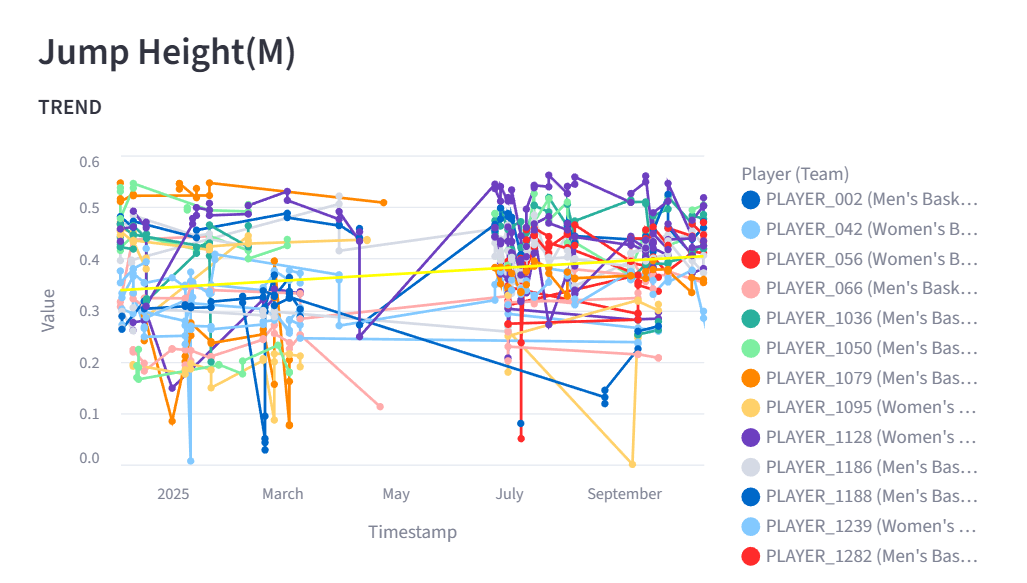 Jump Height(M)
TREND
Value
0.6
0.5
0.4
0.3
0.2
0.1
0.0
2025
March
May
July
September
Timestamp
Player (Team)
PLAYER_002 (Men's Bask…
PLAYER_042 (Women's B…
PLAYER_056 (Women's B…
PLAYER_066 (Men's Bask…
PLAYER_1036 (Men's Bas…
PLAYER_1050 (Men's Bas…
PLAYER_1079 (Men's Bas…
PLAYER_1095 (Women's …
PLAYER_1128 (Women's …
PLAYER_1186 (Men's Bas…
PLAYER_1188 (Men's Bas…
PLAYER_1239 (Women's …
PLAYER_1282 (Men's Bas…